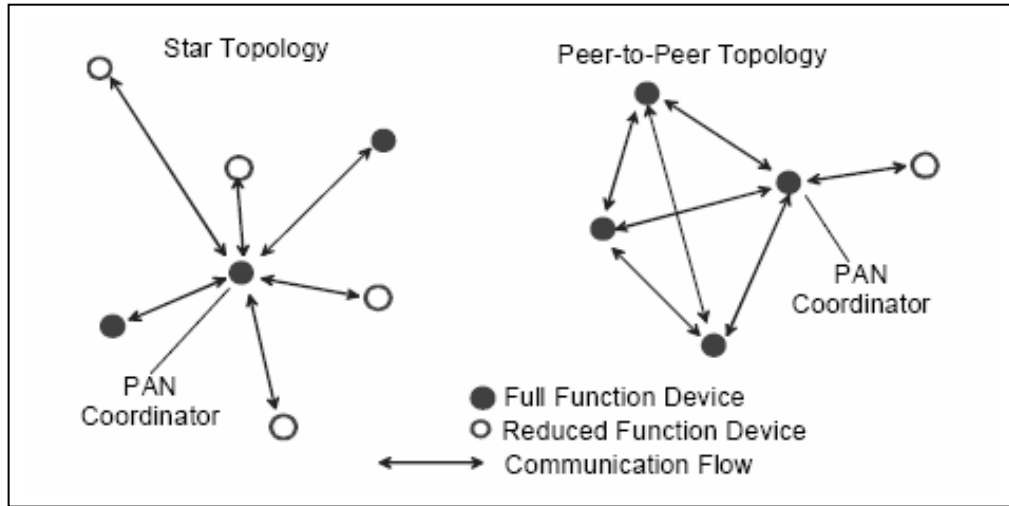 Star Topology
Peer-to-Peer Topology
PAN
Coordinator
PAN
Coordinator
Full Function Device
Reduced Function Device
Communication Flow